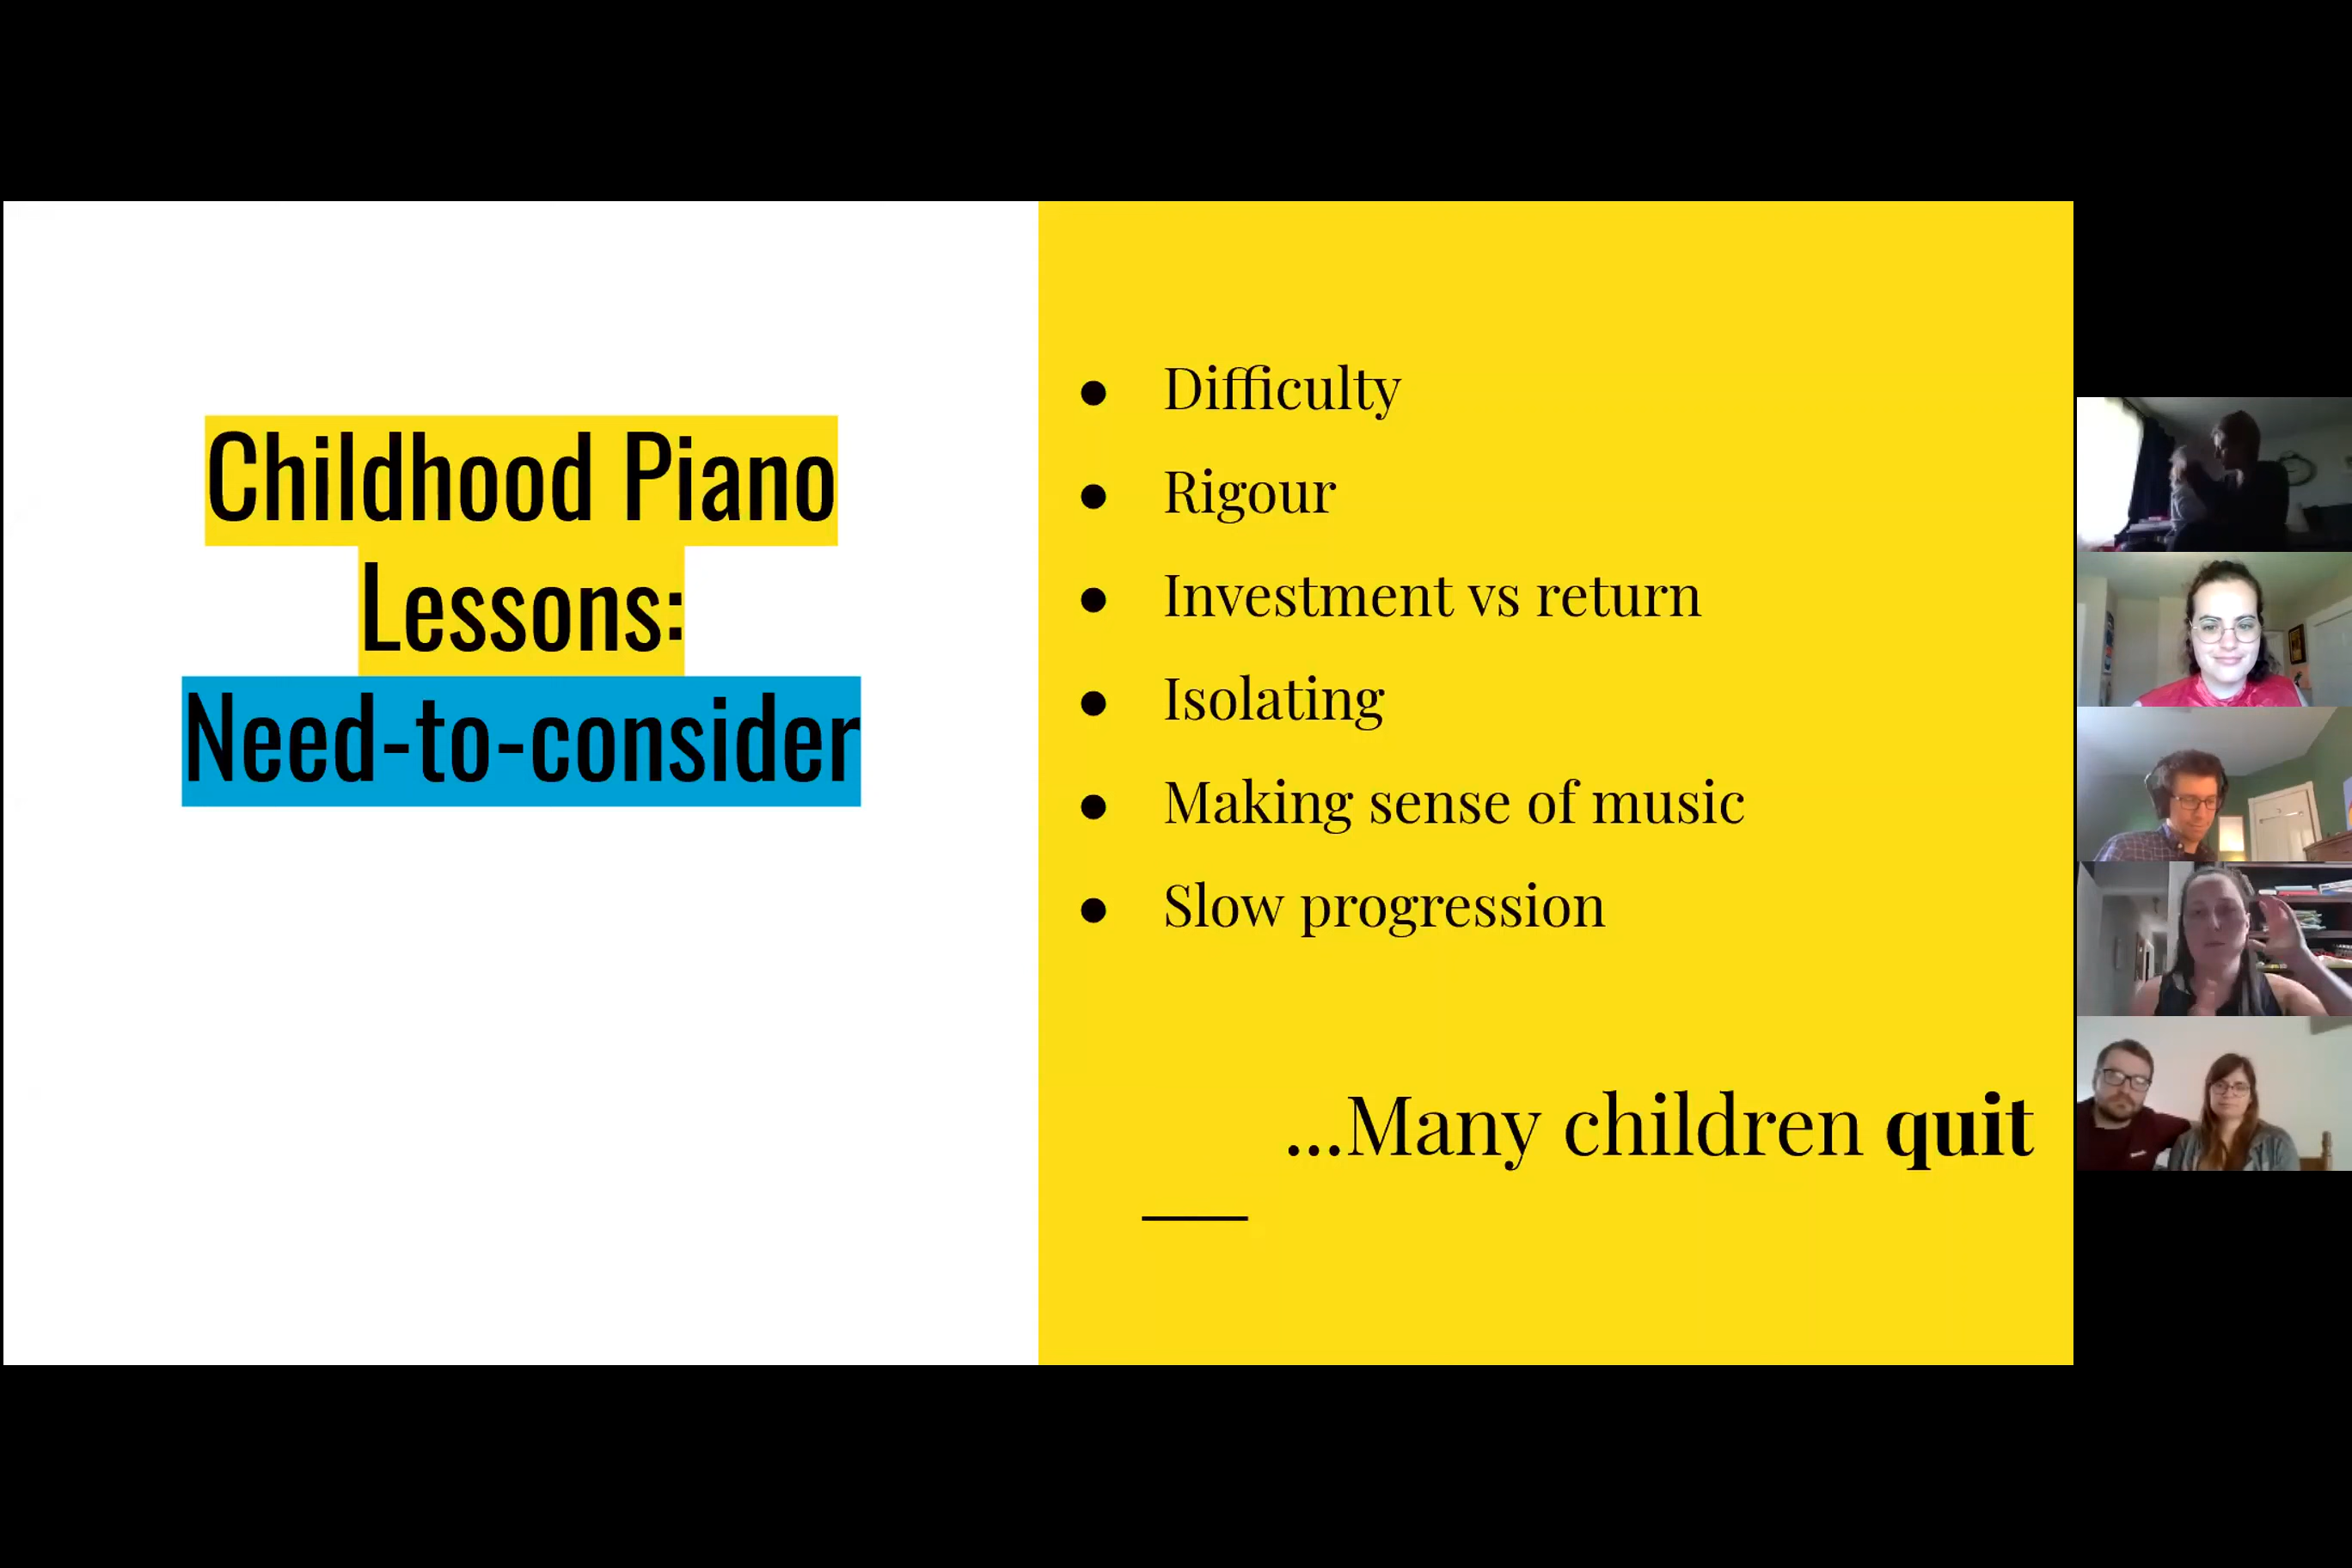 Childhood Piano
Lessons:
Need-to-consider
● Difficulty
● Rigour
● Investment vs return
● Isolating
● Making sense of music
● Slow progression
...Many children quit